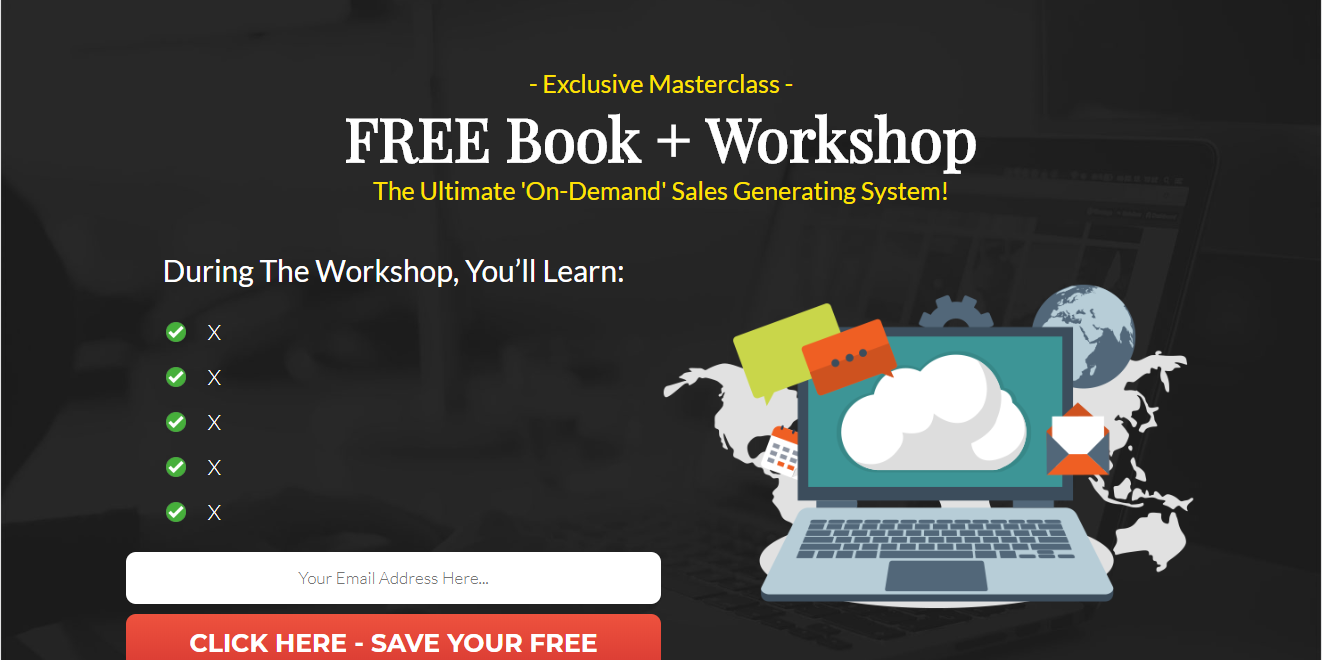 - Exclusive Masterclass -
FREE Book + Workshop
The Ultimate 'On-Demand' Sales Generating System!
During The Workshop, You’ll Learn:
X
X
X
X
X
Your Email Address Here...
CLICK HERE - SAVE YOUR FREE